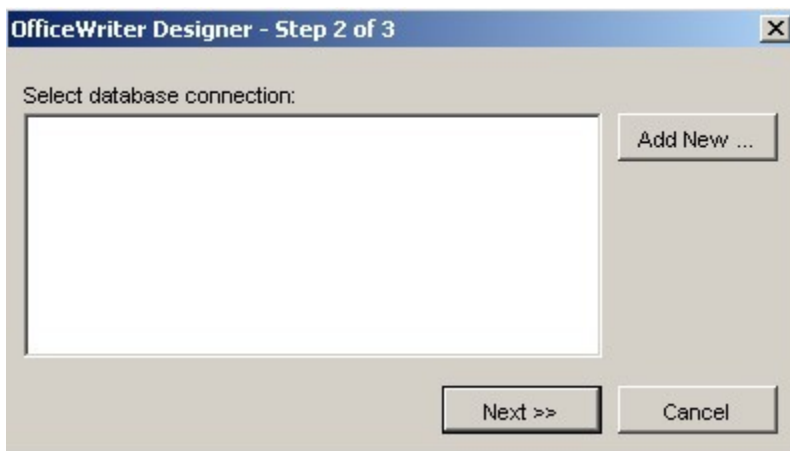 OfficeWriter Designer - Step 2 of 3
Select database connection:
Add New ...
Next >>
Cancel